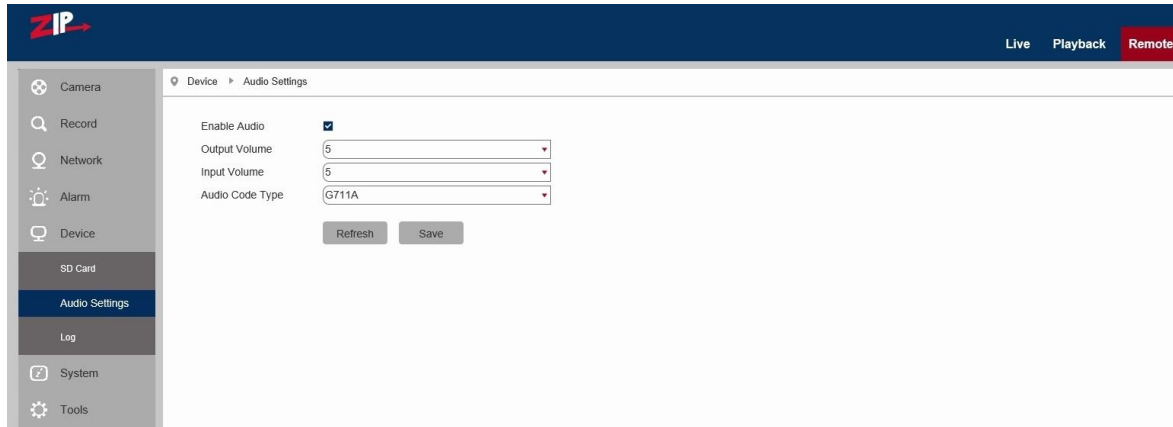 ZIP
Live Playback Remote
Camera
Record
Network
Alarm
Device
SD Card
Audio Settings
Log
System
Tools
Device Audio Settings
Enable Audio
Output Volume 5
Input Volume 5
Audio Code Type G711A
Refresh Save